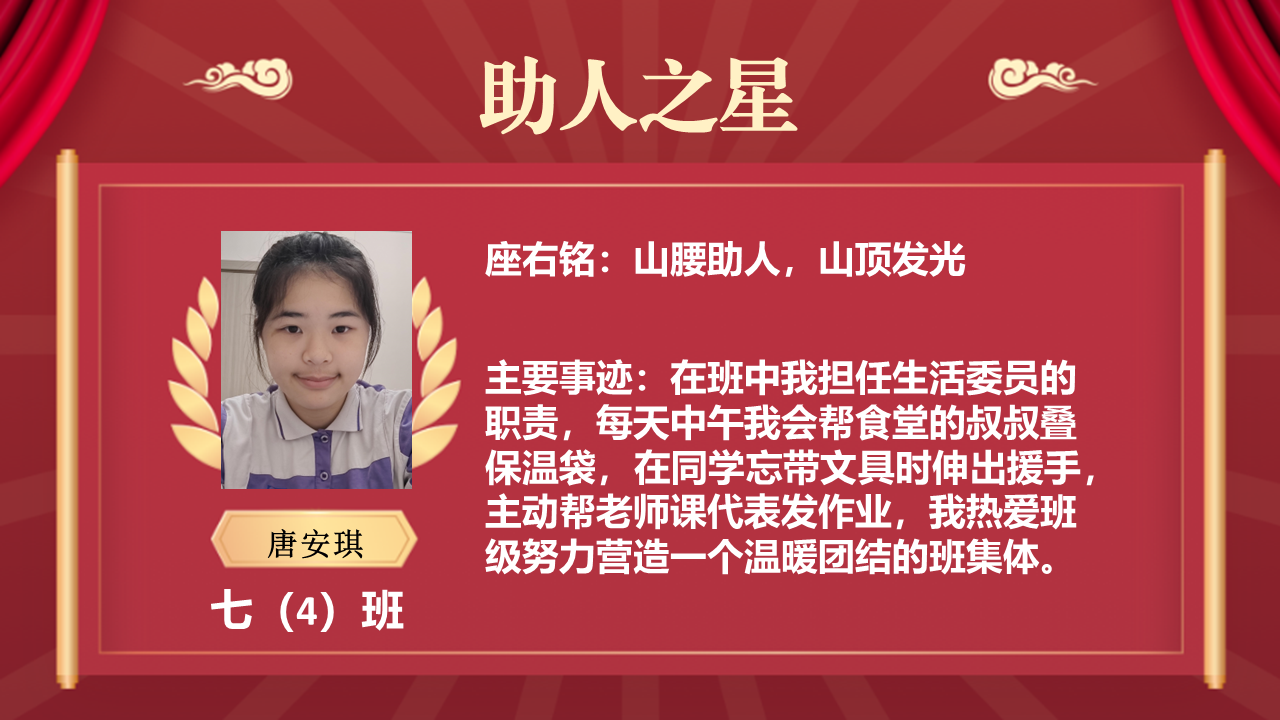 助人之星
座右铭：山腰助人，山顶发光
主要事迹：在班中我担任生活委员的
职责，每天中午我会帮食堂的叔叔叠
保温袋，在同学忘带文具时伸出援手，
主动帮老师课代表发作业，我热爱班
级努力营造一个温暖团结的班集体。
唐安琪
七（4）班